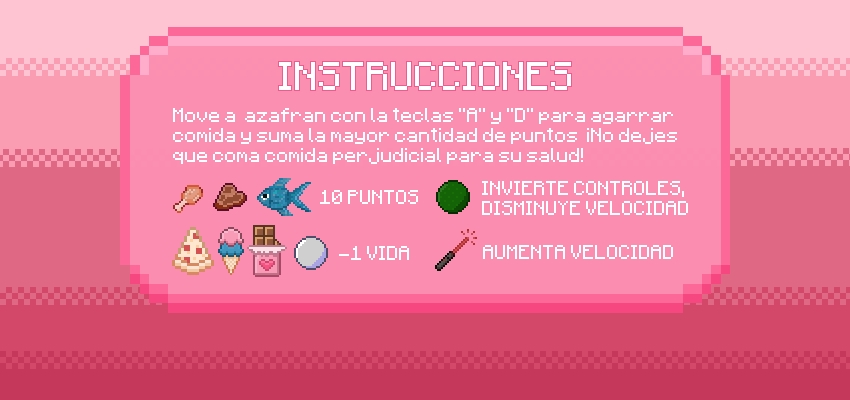 INSTRUCCIONES
Move a azafran con la teclas "A" y "D" para agarrar
comida y suma la mayor cantidad de puntos ¡No dejes
que coma comida perjudicial para su salud!
10 PUNTOS
INVIERTE CONTROLES,
DISMINUYE VELOCIDAD
-1 VIDA
AUMENTA VELOCIDAD